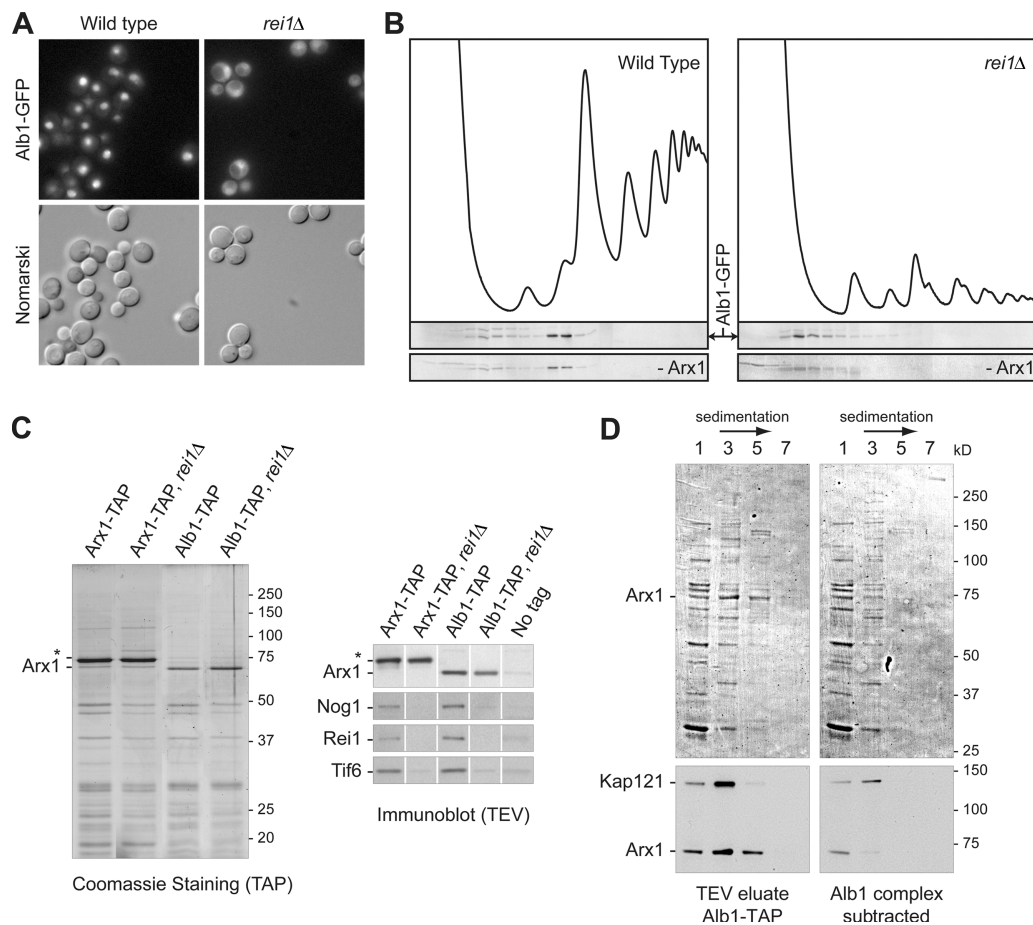 A
Wild type
rei1Δ
Alb1-GFP
Nomarski
B
Wild Type
rei1Δ
Alb1-GFP
- Arx1
- Arx1
C
Arx1-TAP
Arx1-TAP, rei1Δ
Alb1-TAP
Alb1-TAP, rei1Δ
*
Arx1
250
150
100
75
50
37
25
20
Coomassie Staining (TAP)
Arx1-TAP
Arx1-TAP, rei1Δ
Alb1-TAP
Alb1-TAP, rei1Δ
No tag
*
Arx1
Nog1
Rei1
Tif6
Immunoblot (TEV)
D
sedimentation
sedimentation
1 3 5 7
1 3 5 7 kD
Arx1
250
150
100
75
50
37
25
Kap121
Arx1
150
100
75
TEV eluate
Alb1-TAP
Alb1 complex
subtracted